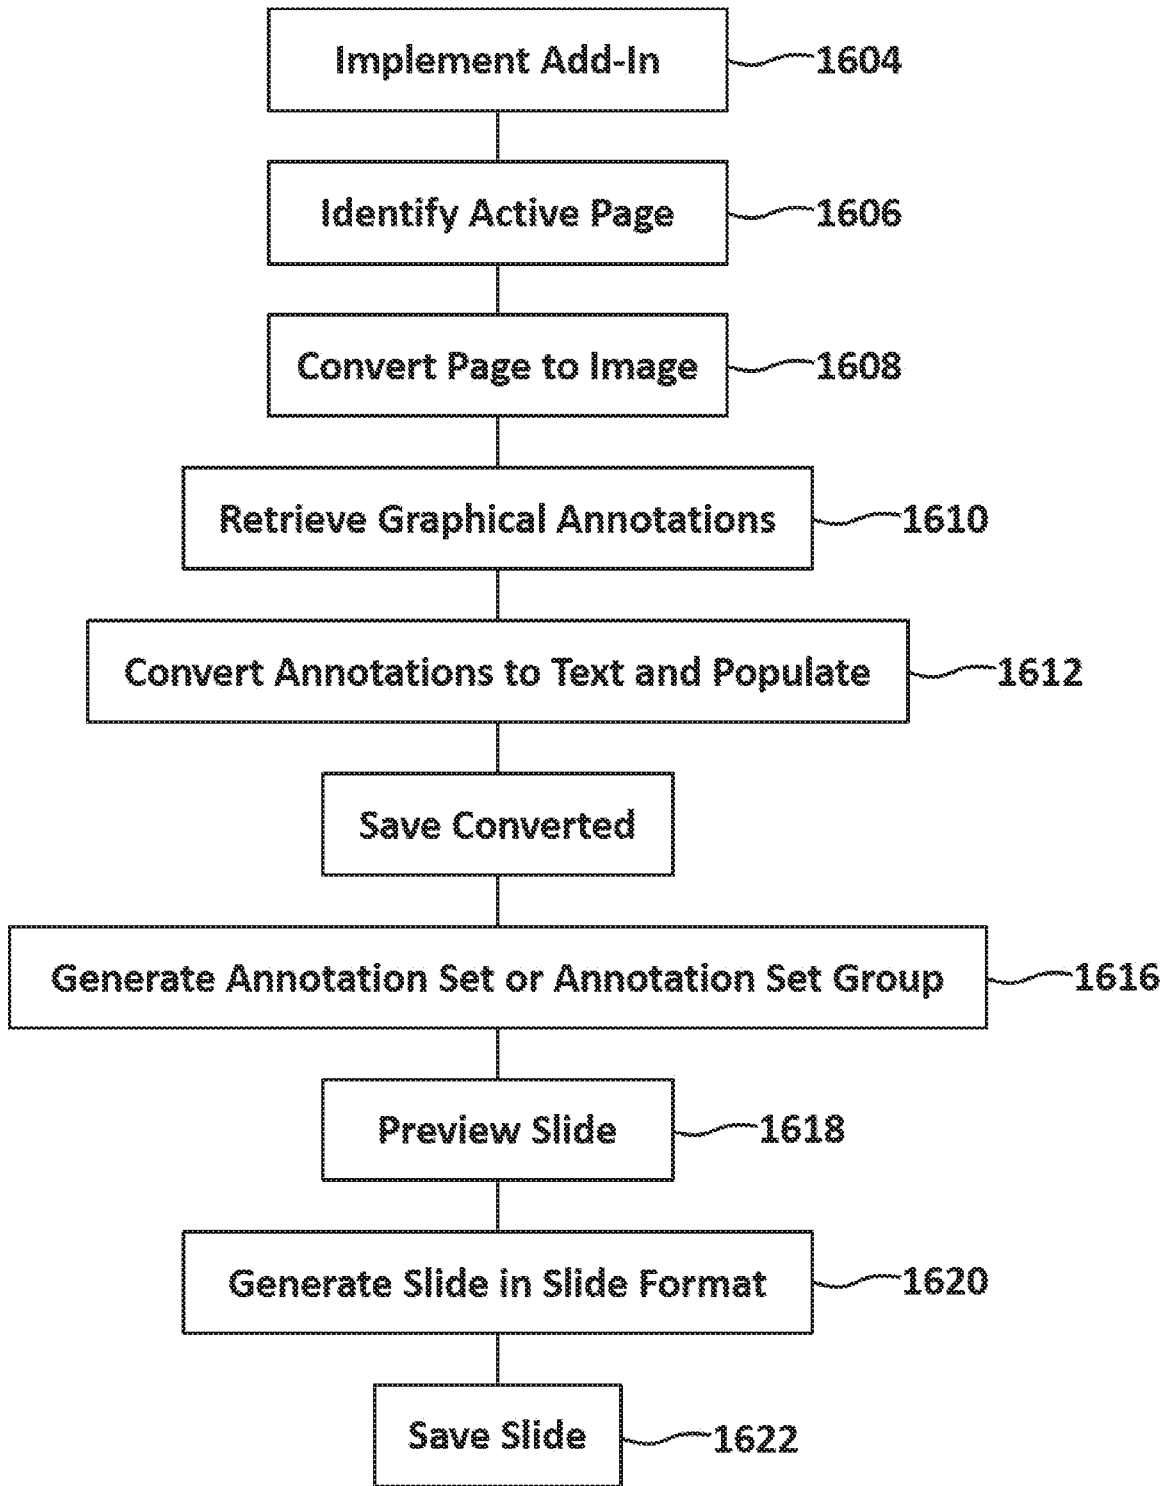 Implement Add-In 1604
Identify Active Page 1606
Convert Page to Image 1608
Retrieve Graphical Annotations 1610
Convert Annotations to Text and Populate 1612
Save Converted
Generate Annotation Set or Annotation Set Group 1616
Preview Slide 1618
Generate Slide in Slide Format 1620
Save Slide 1622